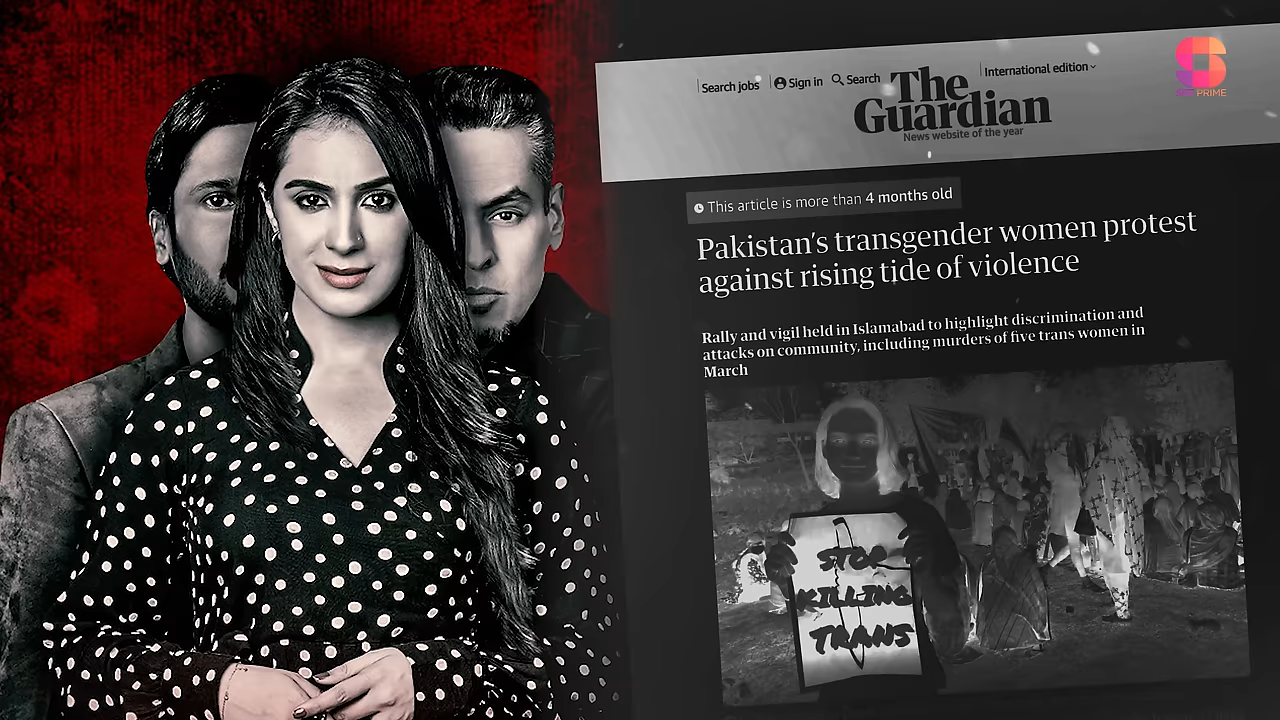 Search jobs
Sign in
Search
International edition
The
Guardian
News website of the year
PRIME
This article is more than 4 months old
Pakistan's transgender women protest
against rising tide of violence
Rally and vigil held in Islamabad to highlight discrimination and
attacks on community, including murders of five trans women in
March
STOP
KILLING
TRANS